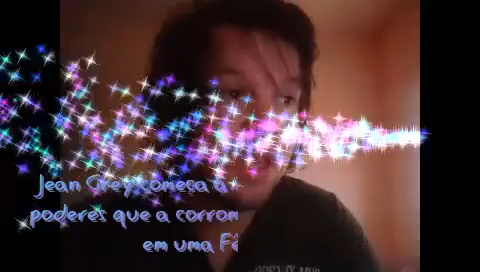 Jean Grey começa a
poderes que a corrom
em uma Fê